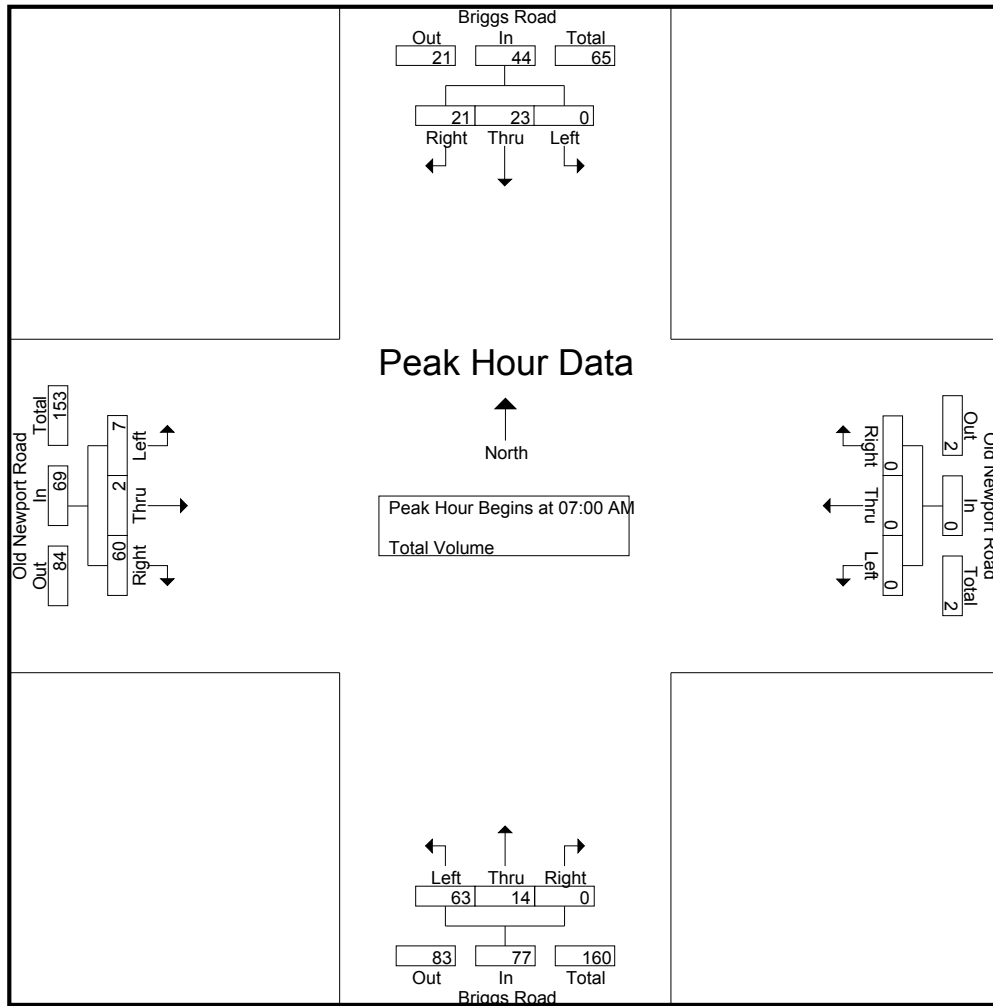 Briggs Road
Out In Total
21 44 65
21 23 0
Right Thru Left
Peak Hour Data
North
Peak Hour Begins at 07:00 AM
Total Volume
Old Newport Road
Out In Total
84 69 153
Left Thru Right
7 2 60
Old Newport Road
Out In Total
2 0 2
Right Thru Left
0 0 0
Left Thru Right
63 14 0
83 77 160
Out In Total
Briggs Road